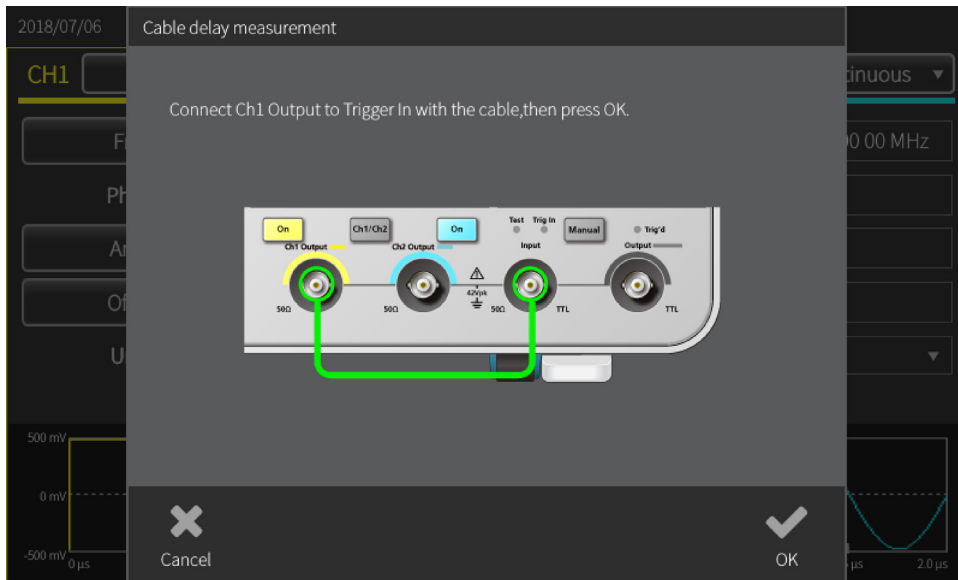 2018/07/06
Cable delay measurement
CH1
tinuous
Connect Ch1 Output to Trigger In with the cable,then press OK.
00 00 MHz
On
Ch1/Ch2
On
Test Trig In
Manual
Trig'd
Ch1 Output
Ch2 Output
Input
Output
42Vpk
50Ω
50Ω
50Ω
TTL
TTL
500 mV
0 mV
-500 mV
0 µs
µs
2.0 µs
Cancel
OK